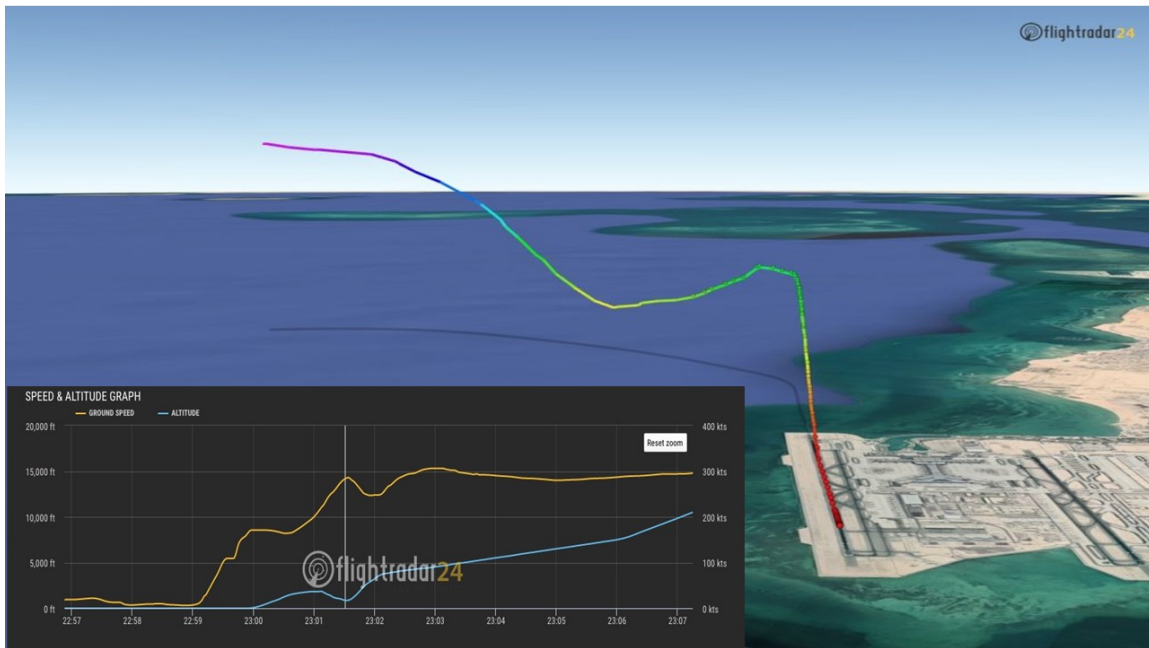 flightradar24
SPEED & ALTITUDE GRAPH
GROUND SPEED ALTITUDE
20,000 ft 400 kts
Reset zoom
15,000 ft 300 kts
10,000 ft 200 kts
flightradar24
5,000 ft 100 kts
0 ft 0 kts
22:57 22:58 22:59 23:00 23:01 23:02 23:03 23:04 23:05 23:06 23:07